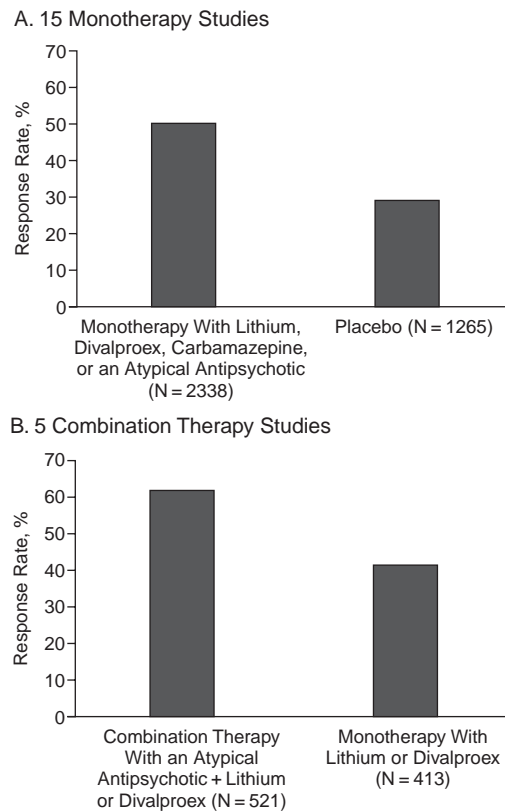 A. 15 Monotherapy Studies
Response Rate, %
70
60
50
40
30
20
10
0
Monotherapy With Lithium,
Divalproex, Carbamazepine,
or an Atypical Antipsychotic
(N = 2338)
Placebo (N = 1265)
B. 5 Combination Therapy Studies
Response Rate, %
70
60
50
40
30
20
10
0
Combination Therapy
With an Atypical
Antipsychotic + Lithium
or Divalproex (N = 521)
Monotherapy With
Lithium or Divalproex
(N = 413)